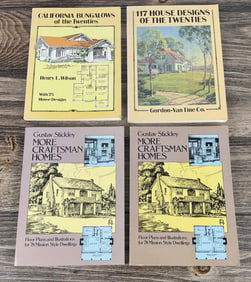 CALIFORNIA BUNGALOWS
of the Twenties
Henry L. Wilson
With 75
House Designs
117 HOUSE DESIGNS
OF THE TWENTIES
Gordon-Van Tine Co.
Gustav Stickley
MORE
CRAFTSMAN
HOMES
Floor Plans and Illustrations
for 78 Mission Style Dwellings
Gustav Stickley
MORE
CRAFTSMAN
HOMES
Floor Plans and Illustrations
for 78 Mission Style Dwellings